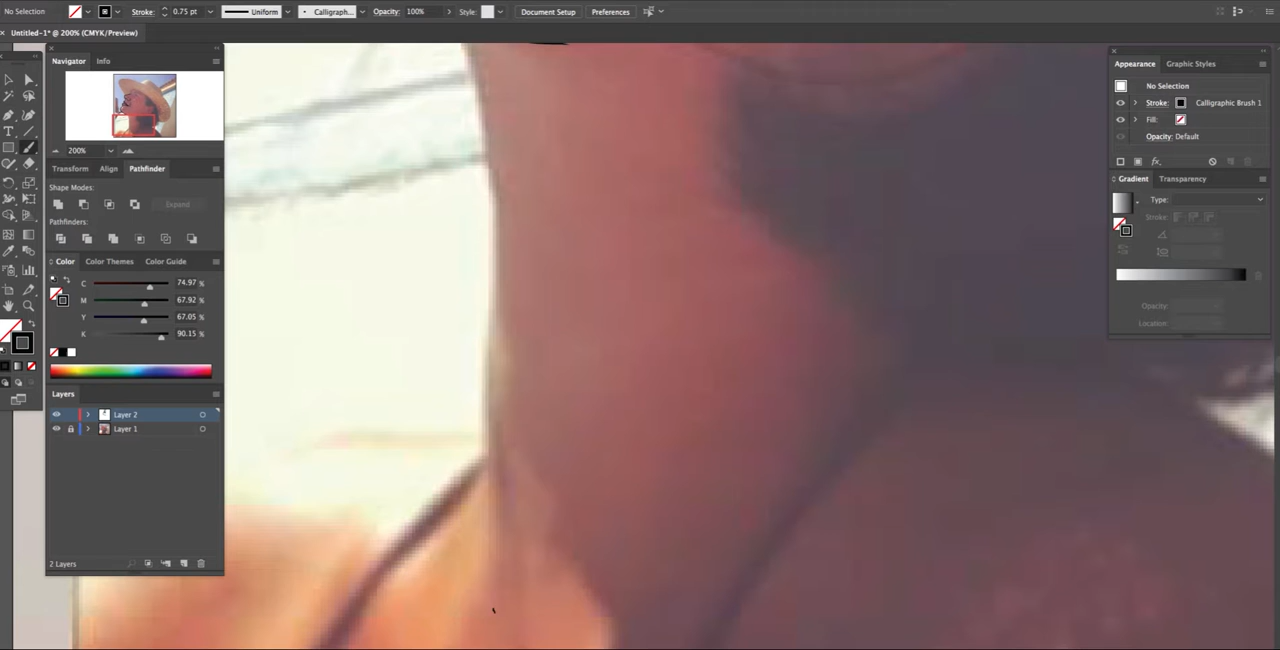 No Selection Stroke: 0.75 pt Uniform Calligraph... Opacity: 100% Style: Document Setup Preferences
Untitled-1* @ 200% (CMYK/Preview)
Navigator Info
200%
Transform Align Pathfinder
Shape Modes:
Expand
Pathfinders:
Color Color Themes Color Guide
C 74.97 %
M 67.92 %
Y 67.05 %
K 90.15 %
Layers
Layer 2
Layer 1
2 Layers
Appearance Graphic Styles
No Selection
Stroke: Calligraphic Brush 1
Fill:
Opacity: Default
fx
Gradient Transparency
Type:
Stroke:
Opacity:
Location: